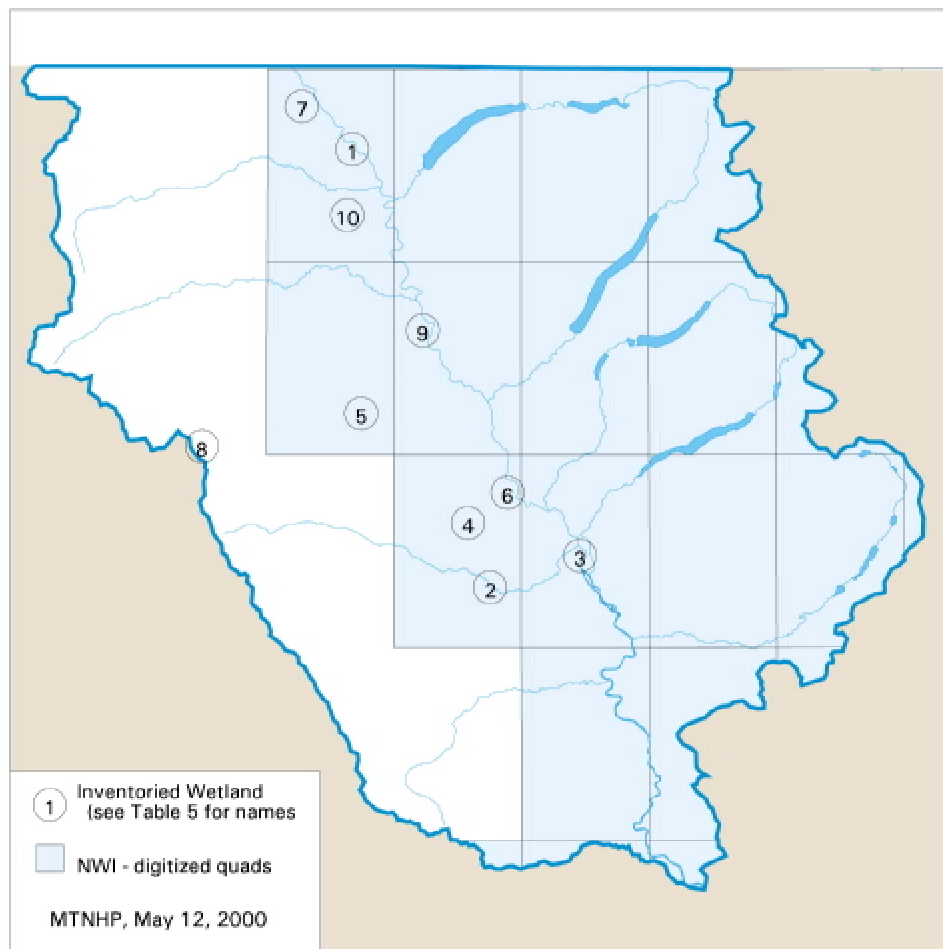 7
1
10
9
5
8
6
4
3
2
1 Inventoried Wetland
(see Table 5 for names
NWI - digitized quads
MTNHP, May 12, 2000